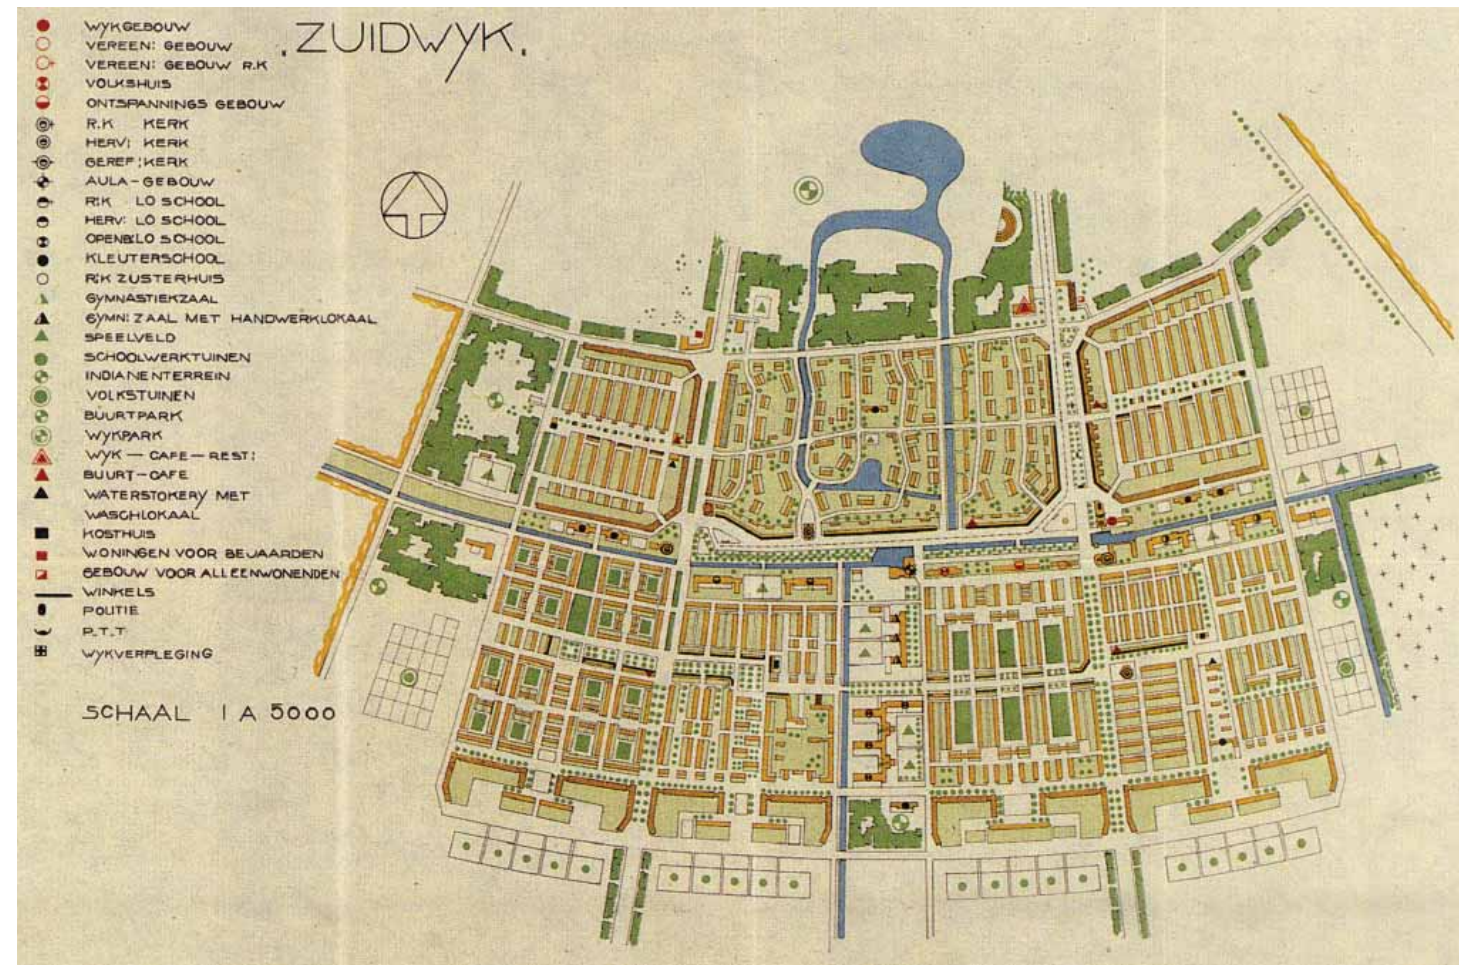 WYKGEBOUW
VEREEN: GEBOUW
VEREEN: GEBOUW R.K
VOLKSHUIS
ONTSPANNINGS GEBOUW
R.K KERK
HERV: KERK
GEREF: KERK
AULA-GEBOUW
R:K LO SCHOOL
HERV: LO SCHOOL
OPENB: LO SCHOOL
KLEUTERSCHOOL
R:K ZUSTERHUIS
GYMNASTIEKZAAL
GYMN: ZAAL MET HANDWERKLOKAAL
SPEELVELD
SCHOOLWERKTUINEN
INDIANENTERREIN
VOLKSTUINEN
BUURTPARK
WYKPARK
WYK — CAFE — REST:
BUURT-CAFE
WATERSTOKERY MET
WASCHLOKAAL
KOSTHUIS
WONINGEN VOOR BEJAARDEN
GEBOUW VOOR ALLEENWONENDEN
WINKELS
POLITIE
P.T.T
WYKVERPLEGING
SCHAAL 1 A 5000
ZUIDWYK